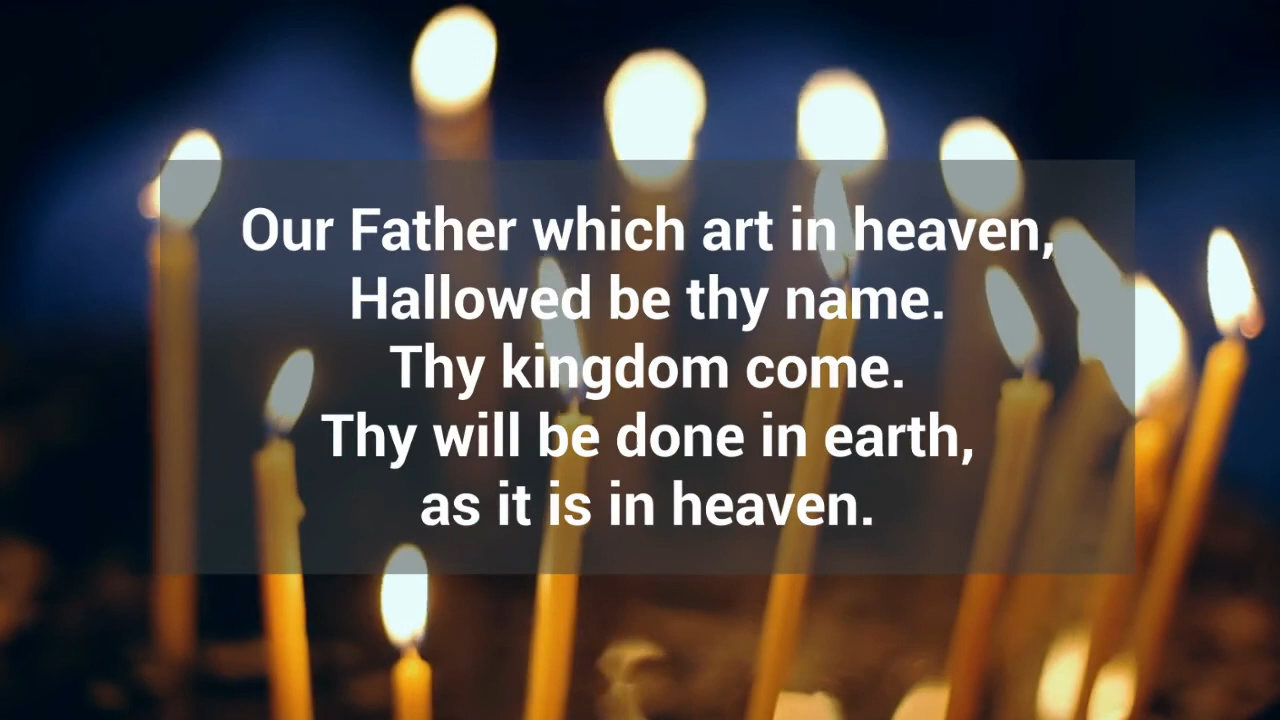 Our Father which art in heaven,
Hallowed be thy name.
Thy kingdom come.
Thy will be done in earth,
as it is in heaven.